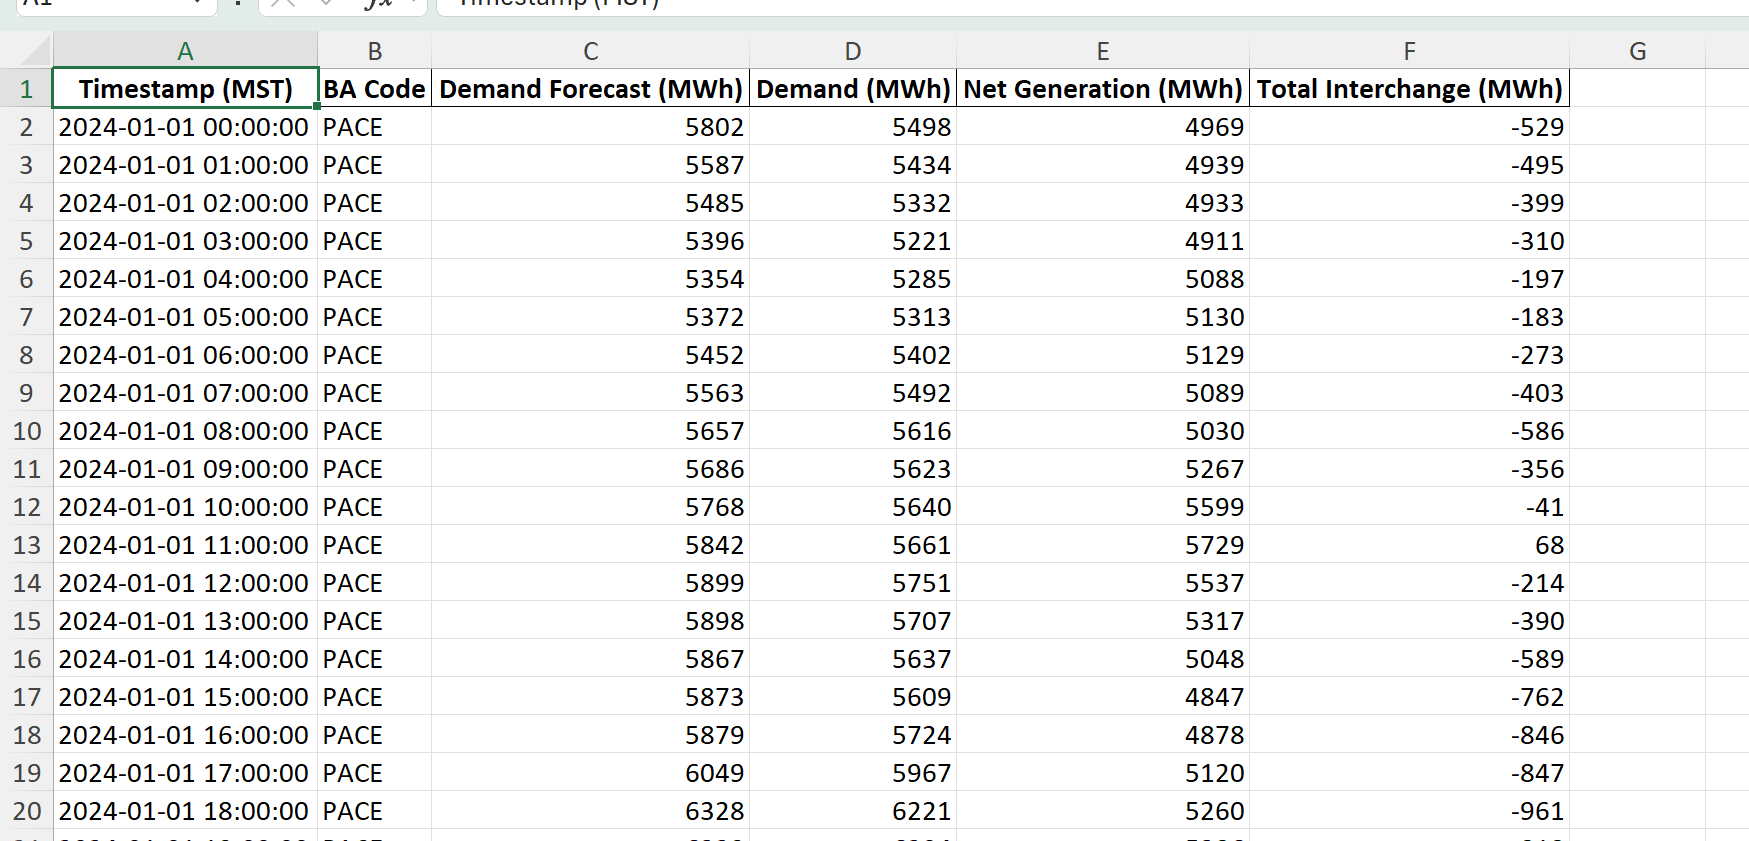 A1 fx Timestamp (MST)
A B C D E F G
1 Timestamp (MST) BA Code Demand Forecast (MWh) Demand (MWh) Net Generation (MWh) Total Interchange (MWh)
2 2024-01-01 00:00:00 PACE 5802 5498 4969 -529
3 2024-01-01 01:00:00 PACE 5587 5434 4939 -495
4 2024-01-01 02:00:00 PACE 5485 5332 4933 -399
5 2024-01-01 03:00:00 PACE 5396 5221 4911 -310
6 2024-01-01 04:00:00 PACE 5354 5285 5088 -197
7 2024-01-01 05:00:00 PACE 5372 5313 5130 -183
8 2024-01-01 06:00:00 PACE 5452 5402 5129 -273
9 2024-01-01 07:00:00 PACE 5563 5492 5089 -403
10 2024-01-01 08:00:00 PACE 5657 5616 5030 -586
11 2024-01-01 09:00:00 PACE 5686 5623 5267 -356
12 2024-01-01 10:00:00 PACE 5768 5640 5599 -41
13 2024-01-01 11:00:00 PACE 5842 5661 5729 68
14 2024-01-01 12:00:00 PACE 5899 5751 5537 -214
15 2024-01-01 13:00:00 PACE 5898 5707 5317 -390
16 2024-01-01 14:00:00 PACE 5867 5637 5048 -589
17 2024-01-01 15:00:00 PACE 5873 5609 4847 -762
18 2024-01-01 16:00:00 PACE 5879 5724 4878 -846
19 2024-01-01 17:00:00 PACE 6049 5967 5120 -847
20 2024-01-01 18:00:00 PACE 6328 6221 5260 -961